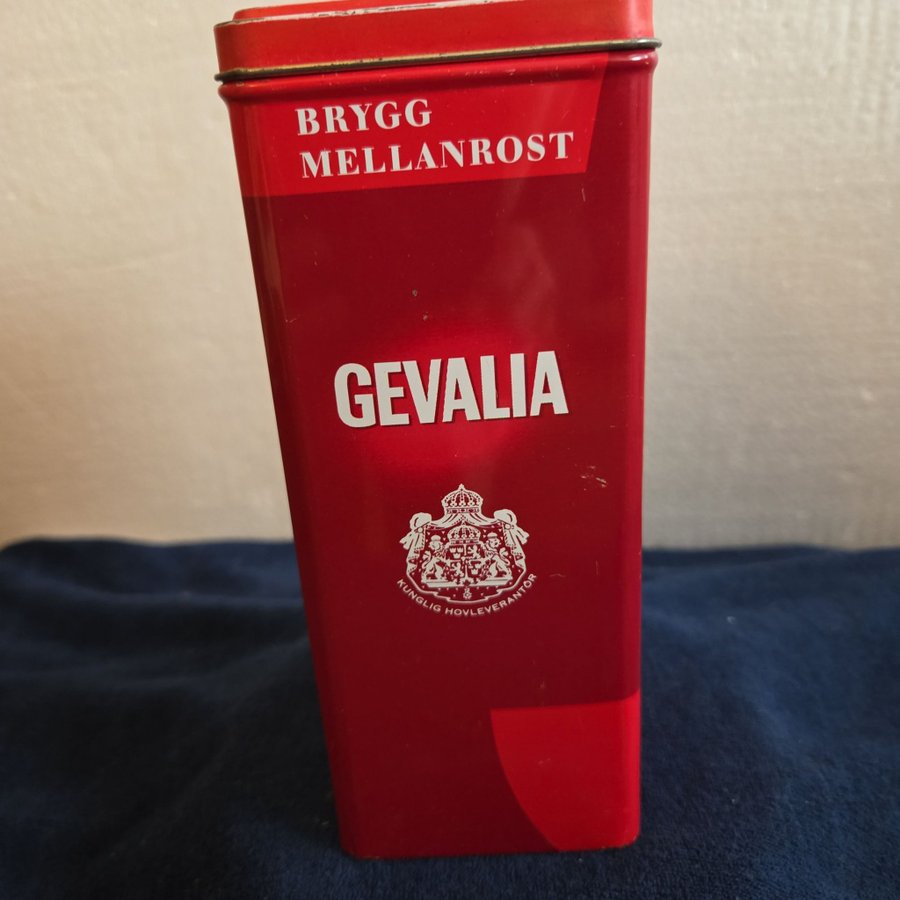 BRYGG
MELLANROST
GEVALIA
KUNGLIG HOVLEVERANTÖR